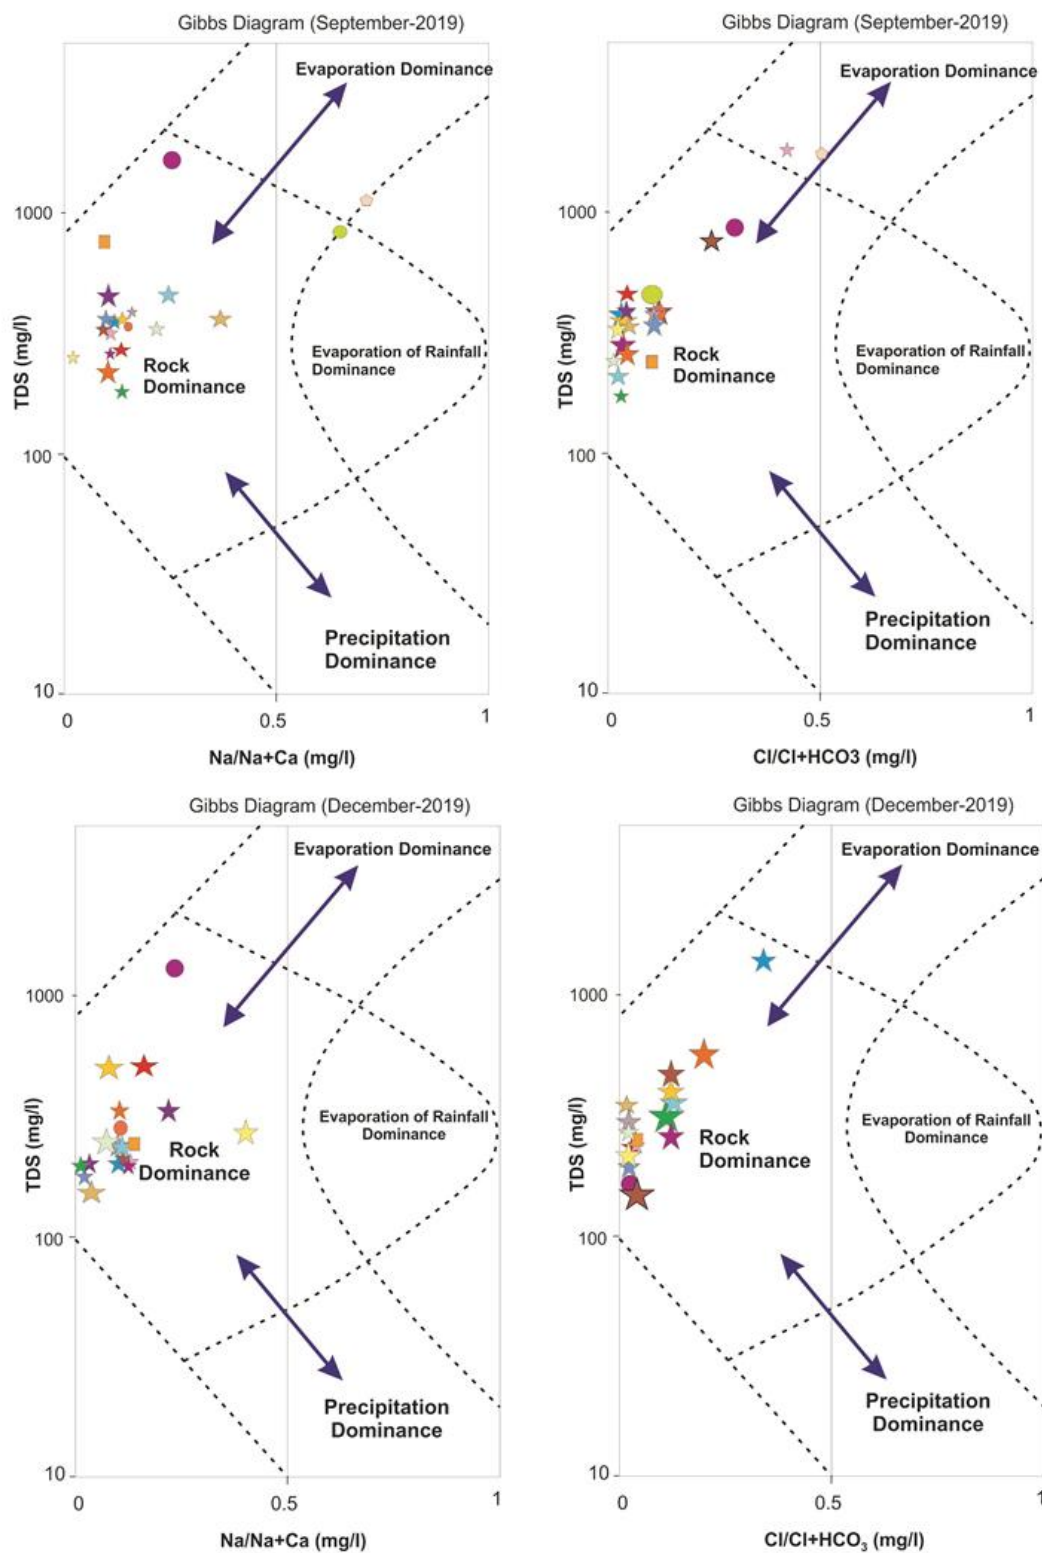 Gibbs Diagram (September-2019)
Evaporation Dominance
1000
TDS (mg/l)
Rock
Dominance
Evaporation of Rainfall
Dominance
100
Precipitation
Dominance
10
0
0.5
1
Na/Na+Ca (mg/l)
Gibbs Diagram (September-2019)
Evaporation Dominance
1000
TDS (mg/l)
Rock
Dominance
Evaporation of Rainfall
Dominance
100
Precipitation
Dominance
10
0
0.5
1
Cl/Cl+HCO3 (mg/l)
Gibbs Diagram (December-2019)
Evaporation Dominance
1000
TDS (mg/l)
Rock
Dominance
Evaporation of Rainfall
Dominance
100
Precipitation
Dominance
10
0
0.5
1
Na/Na+Ca (mg/l)
Gibbs Diagram (December-2019)
Evaporation Dominance
1000
TDS (mg/l)
Rock
Dominance
Evaporation of Rainfall
Dominance
100
Precipitation
Dominance
10
0
0.5
1
Cl/Cl+HCO₃ (mg/l)